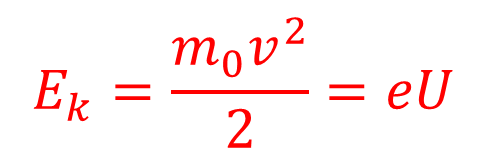 E_k = m_0v^2/2 = eU